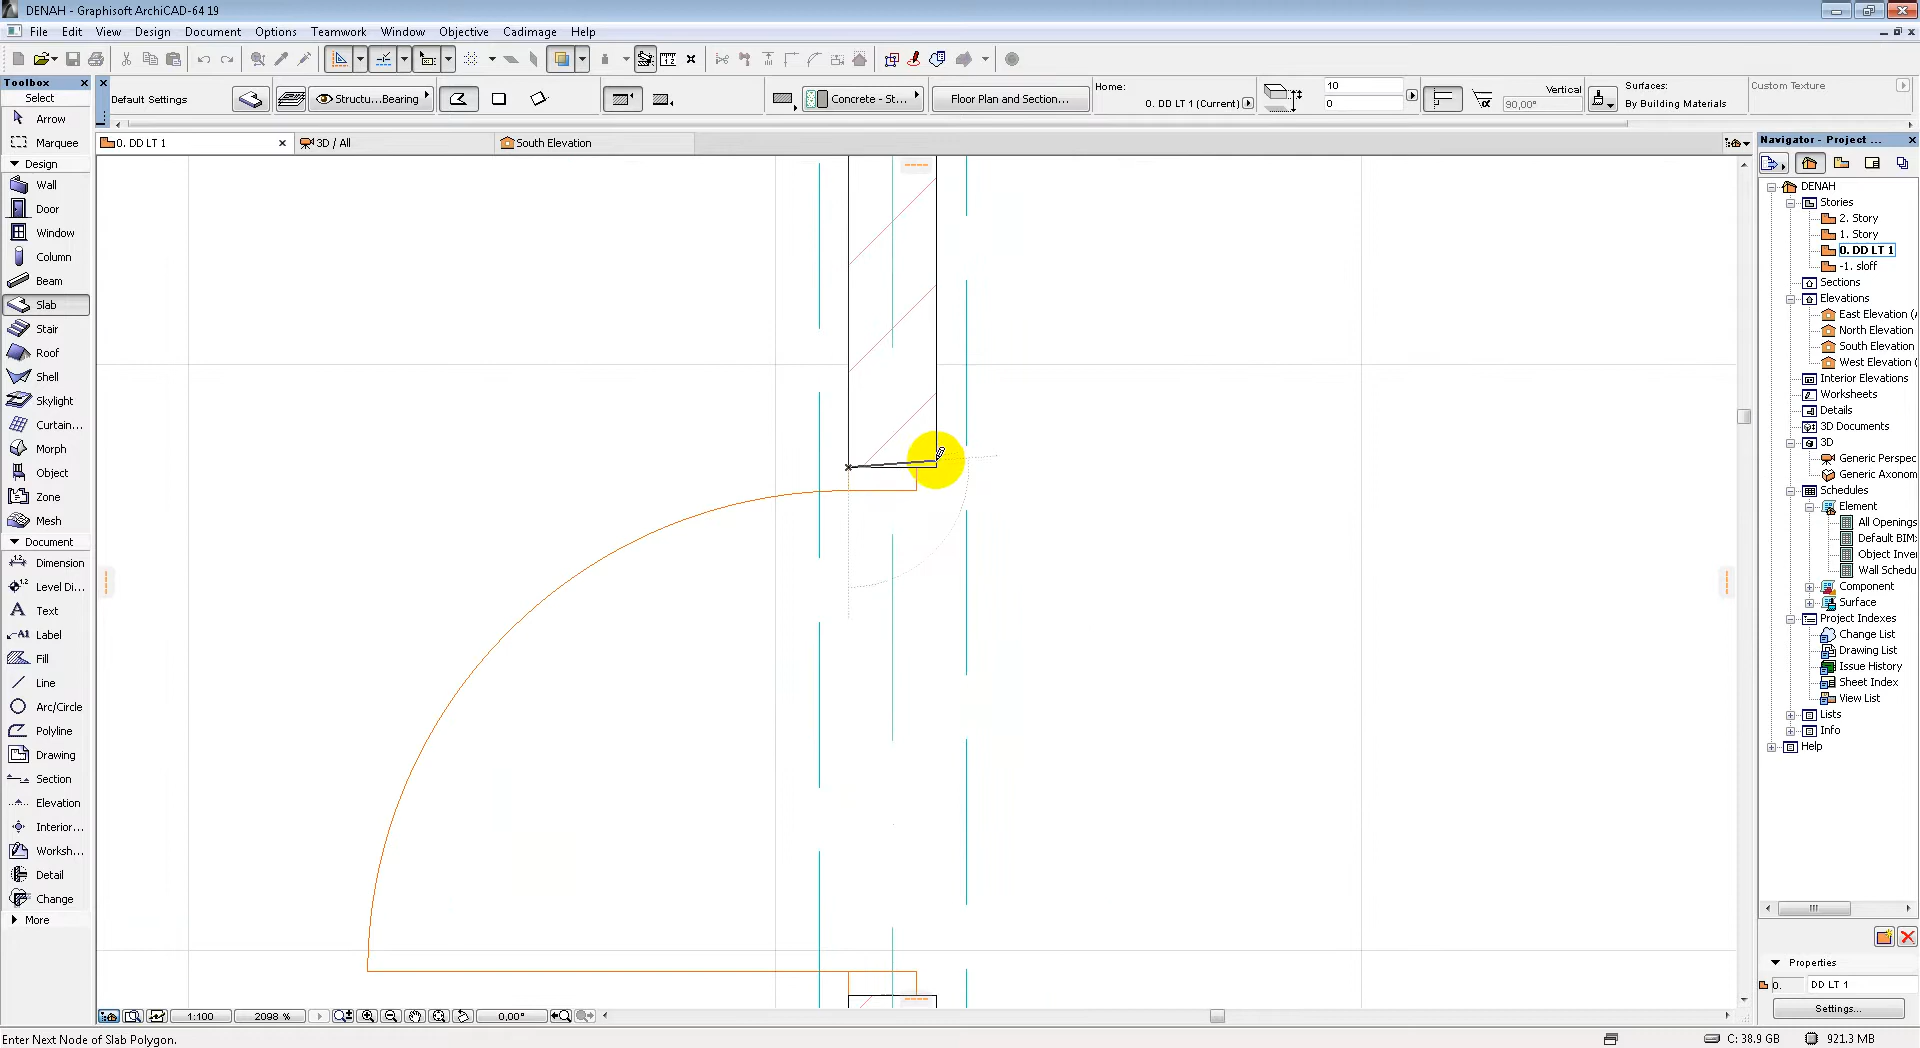 DENAH - Graphisoft ArchiCAD-64 19
File Edit View Design Document Options Teamwork Window Objective Cadimage Help
Toolbox
Select
Arrow
Marquee
Design
Wall
Door
Window
Column
Beam
Slab
Stair
Roof
Shell
Skylight
Curtain...
Morph
Object
Zone
Mesh
Document
Dimension
Level Di...
Text
Label
Fill
Line
Arc/Circle
Polyline
Drawing
Section
Elevation
Interior...
Worksh...
Detail
Change
More
Default Settings
Structu...Bearing
Concrete - St...
Floor Plan and Section...
Home:
0. DD LT 1 (Current)
10
0
Vertical
90,00°
Surfaces:
By Building Materials
Custom Texture
0. DD LT 1
3D / All
South Elevation
Navigator - Project ...
DENAH
Stories
2. Story
1. Story
0. DD LT 1
-1. sloff
Sections
Elevations
East Elevation (A
North Elevation
South Elevation
West Elevation (
Interior Elevations
Worksheets
Details
3D Documents
3D
Generic Perspec
Generic Axonom
Schedules
Element
All Openings
Default BIM:
Object Inver
Wall Schedu
Component
Surface
Project Indexes
Change List
Drawing List
Issue History
Sheet Index
View List
Lists
Info
Help
Properties
0.
DD LT 1
Settings...
1:100
2098 %
0,00°
Enter Next Node of Slab Polygon.
C: 38.9 GB
921.3 MB